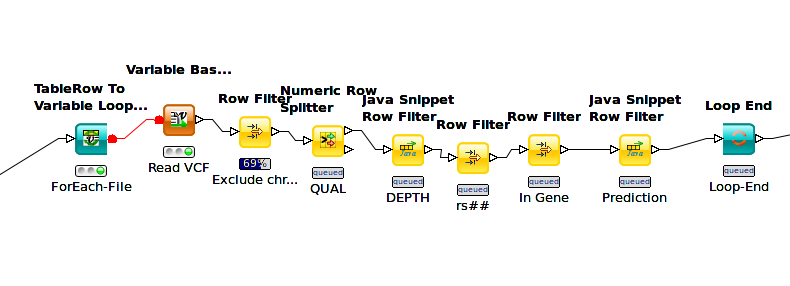 TableRow To
Variable Loop...
ForEach-File
Variable Bas...
Read VCF
Row Filter
69%
Exclude chr...
Numeric Row
Splitter
queued
QUAL
Java Snippet
Row Filter
queued
DEPTH
Row Filter
queued
rs##
Row Filter
queued
In Gene
Java Snippet
Row Filter
queued
Prediction
Loop End
queued
Loop-End